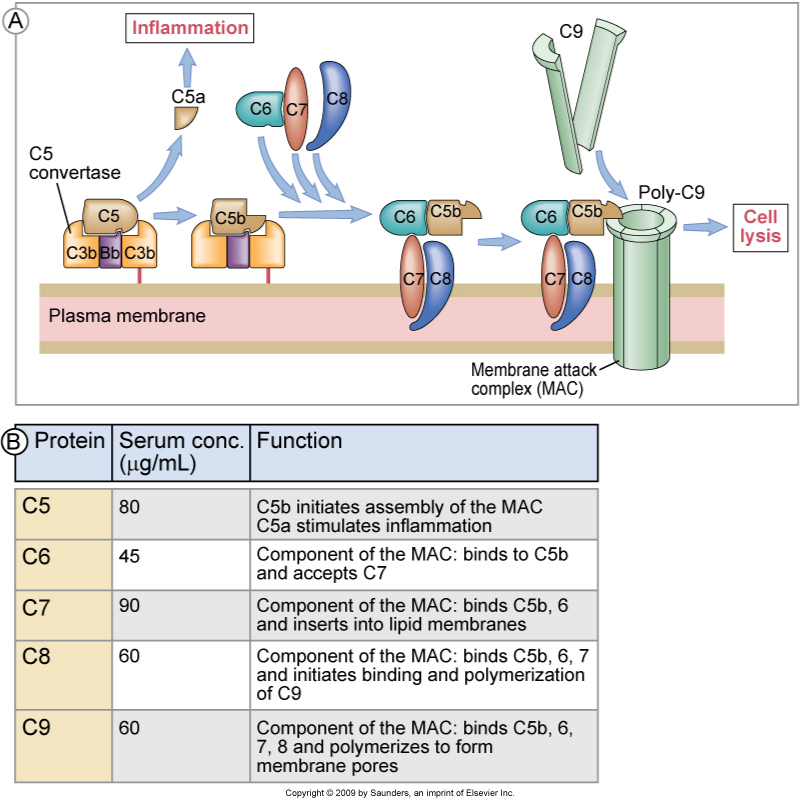 A
Inflammation
C5a
C6
C7
C8
C9
C5
convertase
C5
C3b
Bb
C3b
C5b
C6
C5b
C7
C8
C6
C5b
C7
C8
Poly-C9
Cell
lysis
Plasma membrane
Membrane attack
complex (MAC)
B
Protein
Serum conc.
(µg/mL)
Function
C5
80
C5b initiates assembly of the MAC
C5a stimulates inflammation
C6
45
Component of the MAC: binds to C5b
and accepts C7
C7
90
Component of the MAC: binds C5b, 6
and inserts into lipid membranes
C8
60
Component of the MAC: binds C5b, 6, 7
and initiates binding and polymerization
of C9
C9
60
Component of the MAC: binds C5b, 6,
7, 8 and polymerizes to form
membrane pores
Copyright © 2009 by Saunders, an imprint of Elsevier Inc.